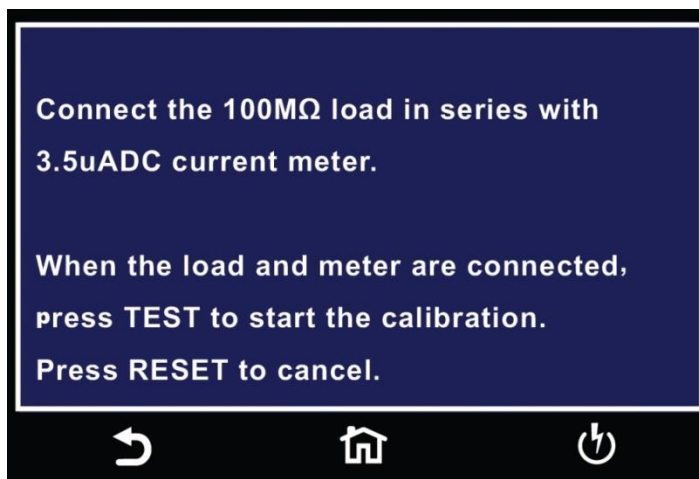 Connect the 100MΩ load in series with
3.5uADC current meter.
When the load and meter are connected,
press TEST to start the calibration.
Press RESET to cancel.